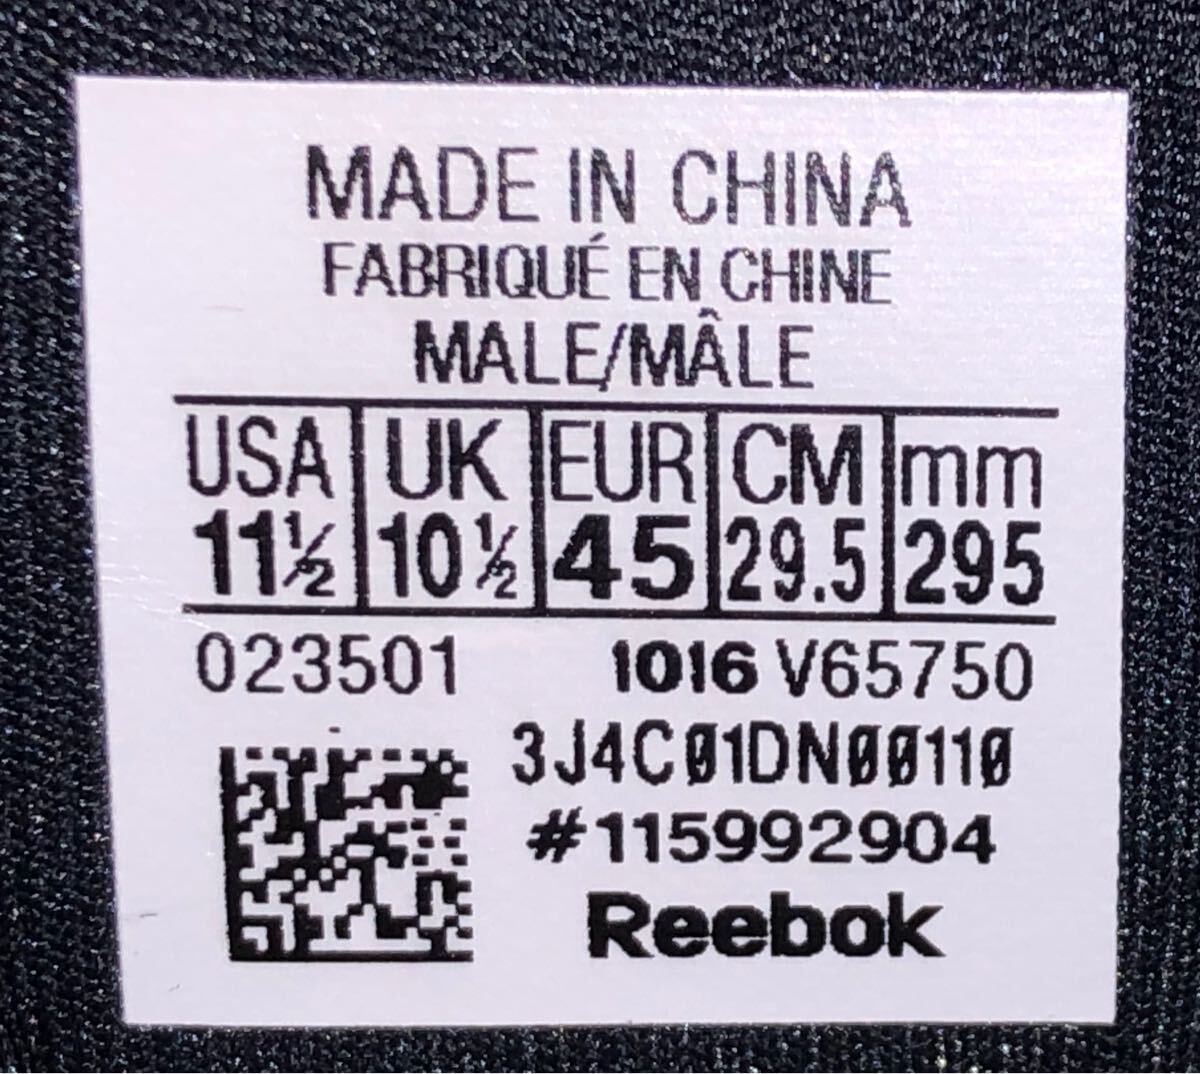 MADE IN CHINA
FABRIQUÉ EN CHINE
MALE/MÂLE
USA UK EUR CM mm
11½ 10½ 45 29.5 295
023501 1016 V65750
3J4C01DN00110
#115992904
Reebok